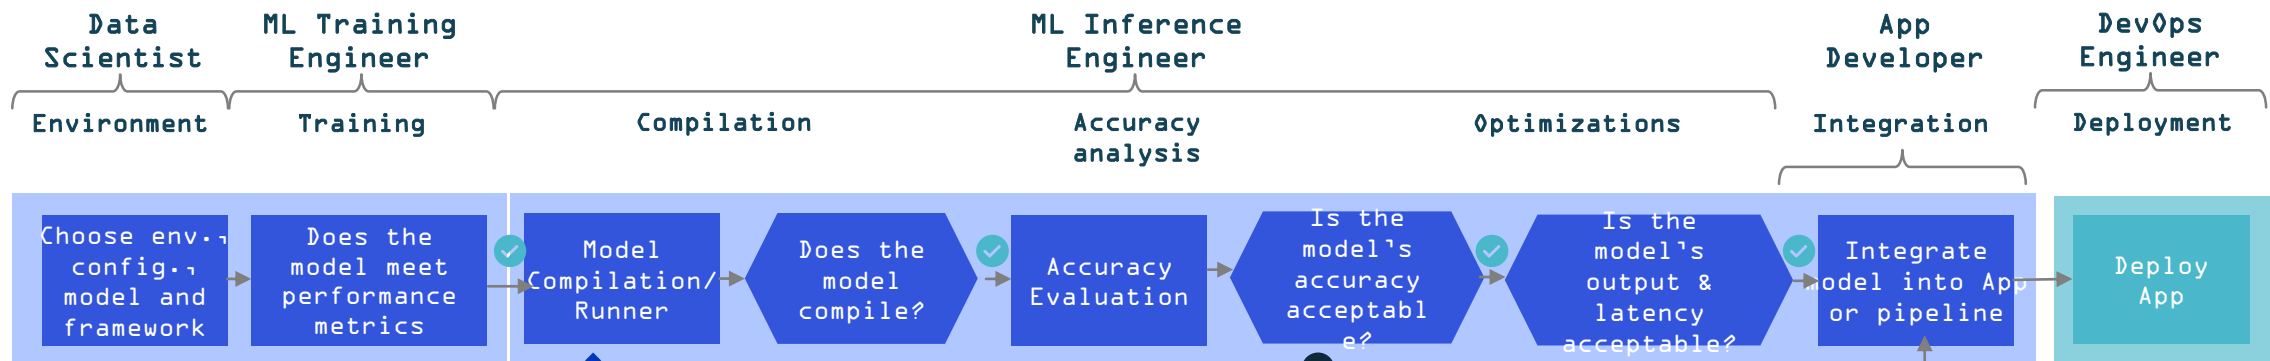 Data
Scientist
ML Training
Engineer
ML Inference
Engineer
App
Developer
DevOps
Engineer
Environment
Training
Compilation
Accuracy
analysis
Optimizations
Integration
Deployment
Choose env.,
config.,
model and
framework
Does the
model meet
performance
metrics
Model
Compilation/
Runner
Does the
model
compile?
Accuracy
Evaluation
Is the
model's
accuracy
acceptabl
e?
Is the
model's
output &
latency
acceptable?
Integrate
model into App
or pipeline
Deploy
App